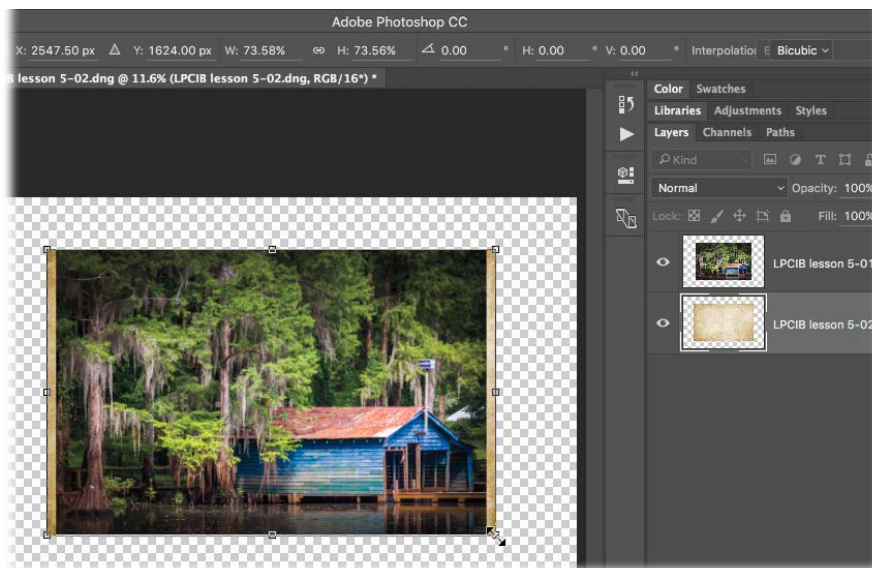 Adobe Photoshop CC
X: 2547.50 px Δ Y: 1624.00 px W: 73.58% H: 73.56% 0.00 ° H: 0.00 ° V: 0.00 ° Interpolation Bicubic
lesson 5-02.dng @ 11.6% (LPCIB lesson 5-02.dng, RGB/16*) *
Color Swatches
Libraries Adjustments Styles
Layers Channels Paths
Kind T
Normal Opacity: 100%
Lock: Fill: 100%
LPCIB lesson 5-01
LPCIB lesson 5-02